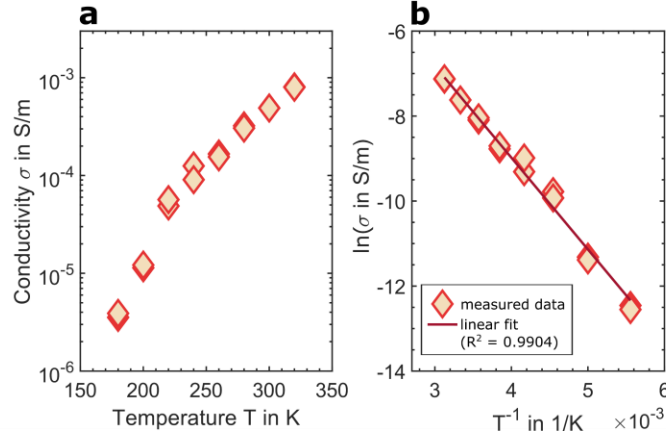 a
Conductivity σ in S/m
10⁻³
10⁻⁴
10⁻⁵
10⁻⁶
150 200 250 300 350
Temperature T in K
b
ln(σ in S/m)
-6
-8
-10
-12
-14
measured data
linear fit
(R² = 0.9904)
3 4 5 6
T⁻¹ in 1/K ×10⁻³